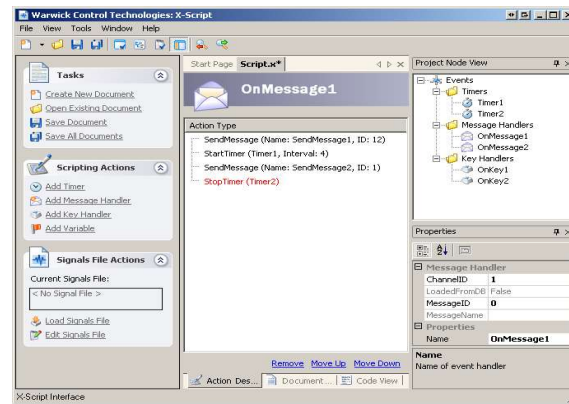 Warwick Control Technologies: X-Script
File View Tools Window Help
Tasks
Create New Document
Open Existing Document
Save Document
Save All Documents
Scripting Actions
Add Timer
Add Message Handler
Add Key Handler
Add Variable
Signals File Actions
Current Signals File:
< No Signal File >
Load Signals File
Edit Signals File
Start Page Script.x*
OnMessage1
Action Type
SendMessage (Name: SendMessage1, ID: 12)
StartTimer (Timer1, Interval: 4)
SendMessage (Name: SendMessage2, ID: 1)
StopTimer (Timer2)
Remove Move Up Move Down
Action Des... Document ... Code View
Project Node View
Events
Timers
Timer1
Timer2
Message Handlers
OnMessage1
OnMessage2
Key Handlers
OnKey1
OnKey2
Properties
Message Handler
ChannelID 1
LoadedFromDB False
MessageID 0
MessageName
Properties
Name OnMessage1
Name
Name of event handler
X-Script Interface